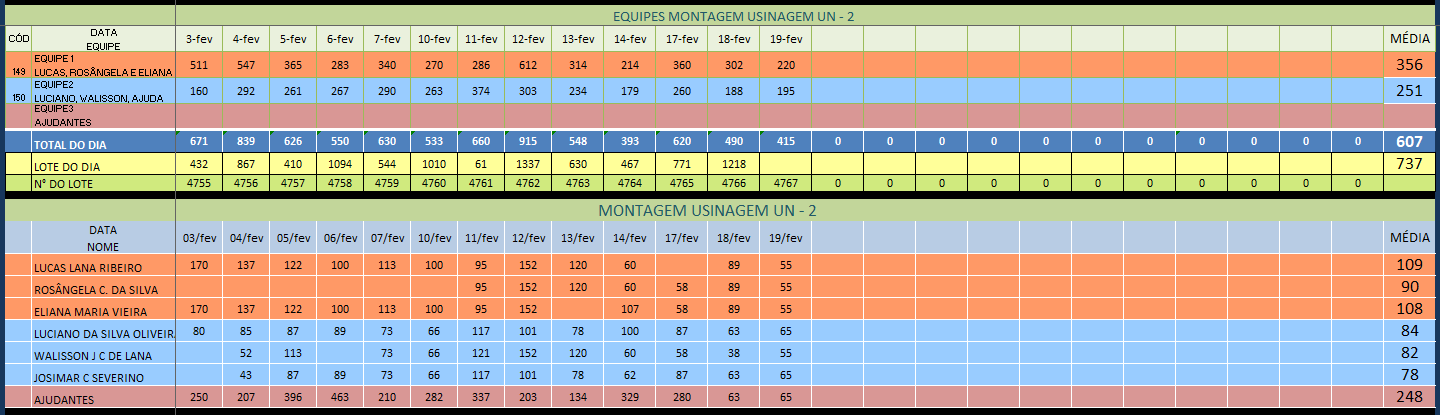 EQUIPES MONTAGEM USINAGEM UN - 2
CÓD DATA EQUIPE 3-fev 4-fev 5-fev 6-fev 7-fev 10-fev 11-fev 12-fev 13-fev 14-fev 17-fev 18-fev 19-fev MÉDIA
149 EQUIPE 1 LUCAS, ROSÂNGELA E ELIANA 511 547 365 283 340 270 286 612 314 214 360 302 220 356
150 EQUIPE2 LUCIANO, WALISSON, AJUDA 160 292 261 267 290 263 374 303 234 179 260 188 195 251
EQUIPE3 AJUDANTES
TOTAL DO DIA 671 839 626 550 630 533 660 915 548 393 620 490 415 0 0 0 0 0 0 0 0 0 0 0 607
LOTE DO DIA 432 867 410 1094 544 1010 61 1337 630 467 771 1218 737
N° DO LOTE 4755 4756 4757 4758 4759 4760 4761 4762 4763 4764 4765 4766 4767 0 0 0 0 0 0 0 0 0 0 0
MONTAGEM USINAGEM UN - 2
DATA NOME 03/fev 04/fev 05/fev 06/fev 07/fev 10/fev 11/fev 12/fev 13/fev 14/fev 17/fev 18/fev 19/fev MÉDIA
LUCAS LANA RIBEIRO 170 137 122 100 113 100 95 152 120 60 89 55 109
ROSÂNGELA C. DA SILVA 95 152 120 60 58 89 55 90
ELIANA MARIA VIEIRA 170 137 122 100 113 100 95 152 107 58 89 55 108
LUCIANO DA SILVA OLIVEIR 80 85 87 89 73 66 117 101 78 100 87 63 65 84
WALISSON J C DE LANA 52 113 73 66 121 152 120 60 58 38 55 82
JOSIMAR C SEVERINO 43 87 89 73 66 117 101 78 62 87 63 65 78
AJUDANTES 250 207 396 463 210 282 337 203 134 329 280 63 65 248